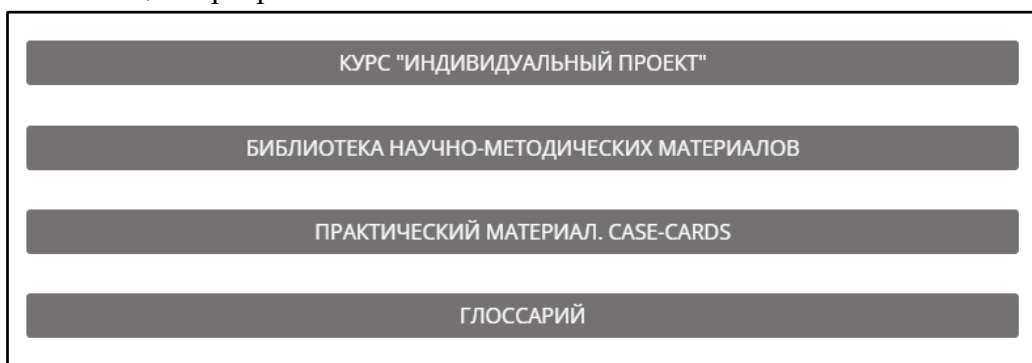 КУРС "ИНДИВИДУАЛЬНЫЙ ПРОЕКТ"
БИБЛИОТЕКА НАУЧНО-МЕТОДИЧЕСКИХ МАТЕРИАЛОВ
ПРАКТИЧЕСКИЙ МАТЕРИАЛ. CASE-CARDS
ГЛОССАРИЙ